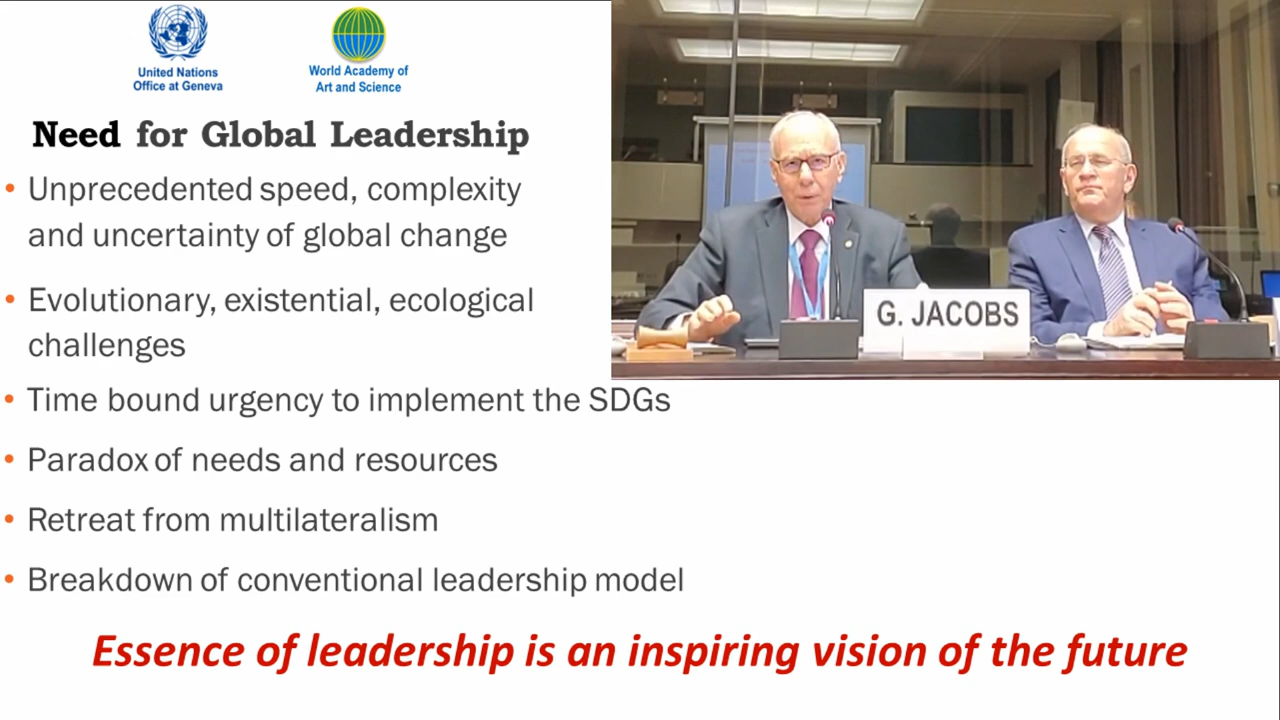 United Nations
Office at Geneva
World Academy of
Art and Science
Need for Global Leadership
• Unprecedented speed, complexity
and uncertainty of global change
• Evolutionary, existential, ecological
challenges
• Time bound urgency to implement the SDGs
• Paradox of needs and resources
• Retreat from multilateralism
• Breakdown of conventional leadership model
Essence of leadership is an inspiring vision of the future
G. JACOBS